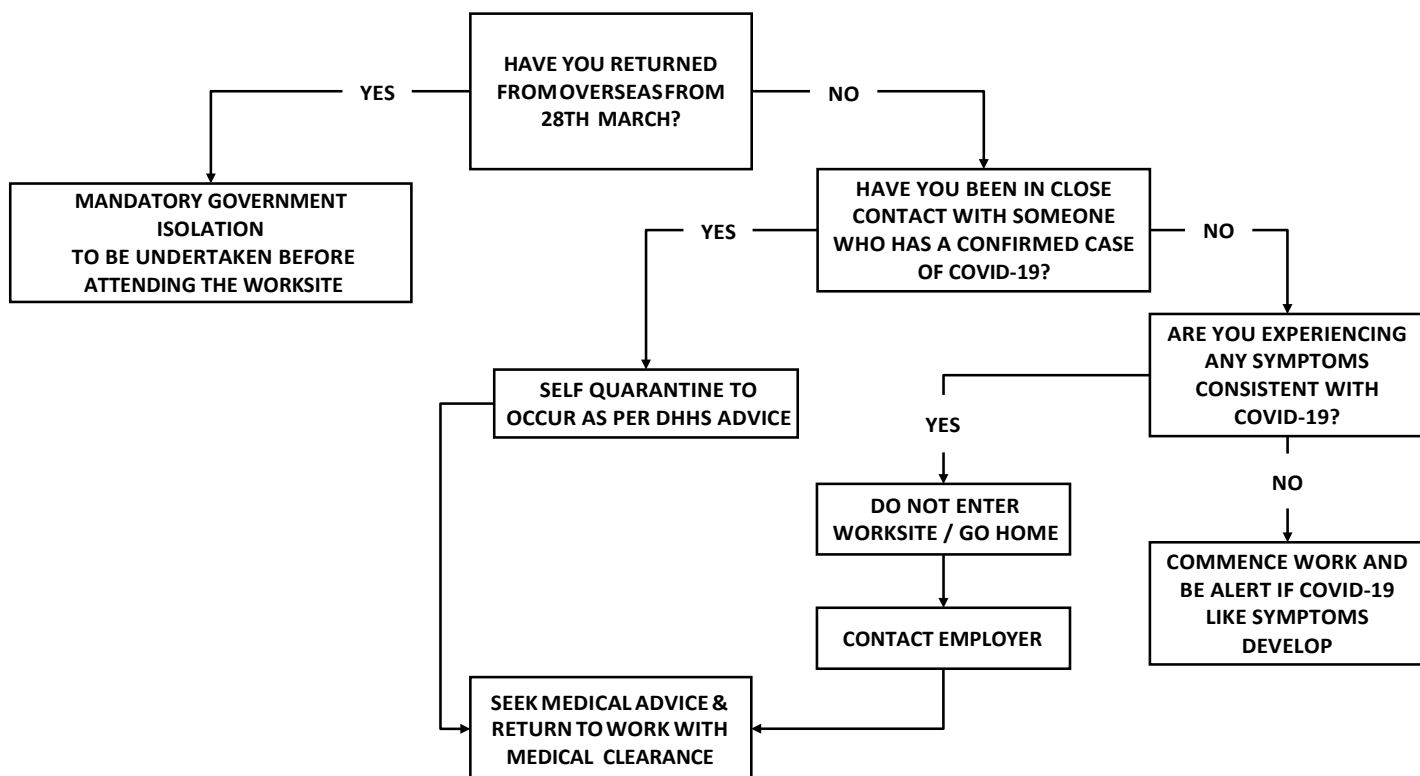 HAVE YOU RETURNED
FROM OVERSEAS FROM
28TH MARCH?
YES
NO
MANDATORY GOVERNMENT
ISOLATION
TO BE UNDERTAKEN BEFORE
ATTENDING THE WORKSITE
HAVE YOU BEEN IN CLOSE
CONTACT WITH SOMEONE
WHO HAS A CONFIRMED CASE
OF COVID-19?
YES
NO
SELF QUARANTINE TO
OCCUR AS PER DHHS ADVICE
ARE YOU EXPERIENCING
ANY SYMPTOMS
CONSISTENT WITH
COVID-19?
YES
NO
DO NOT ENTER
WORKSITE / GO HOME
COMMENCE WORK AND
BE ALERT IF COVID-19
LIKE SYMPTOMS
DEVELOP
CONTACT EMPLOYER
SEEK MEDICAL ADVICE &
RETURN TO WORK WITH
MEDICAL CLEARANCE